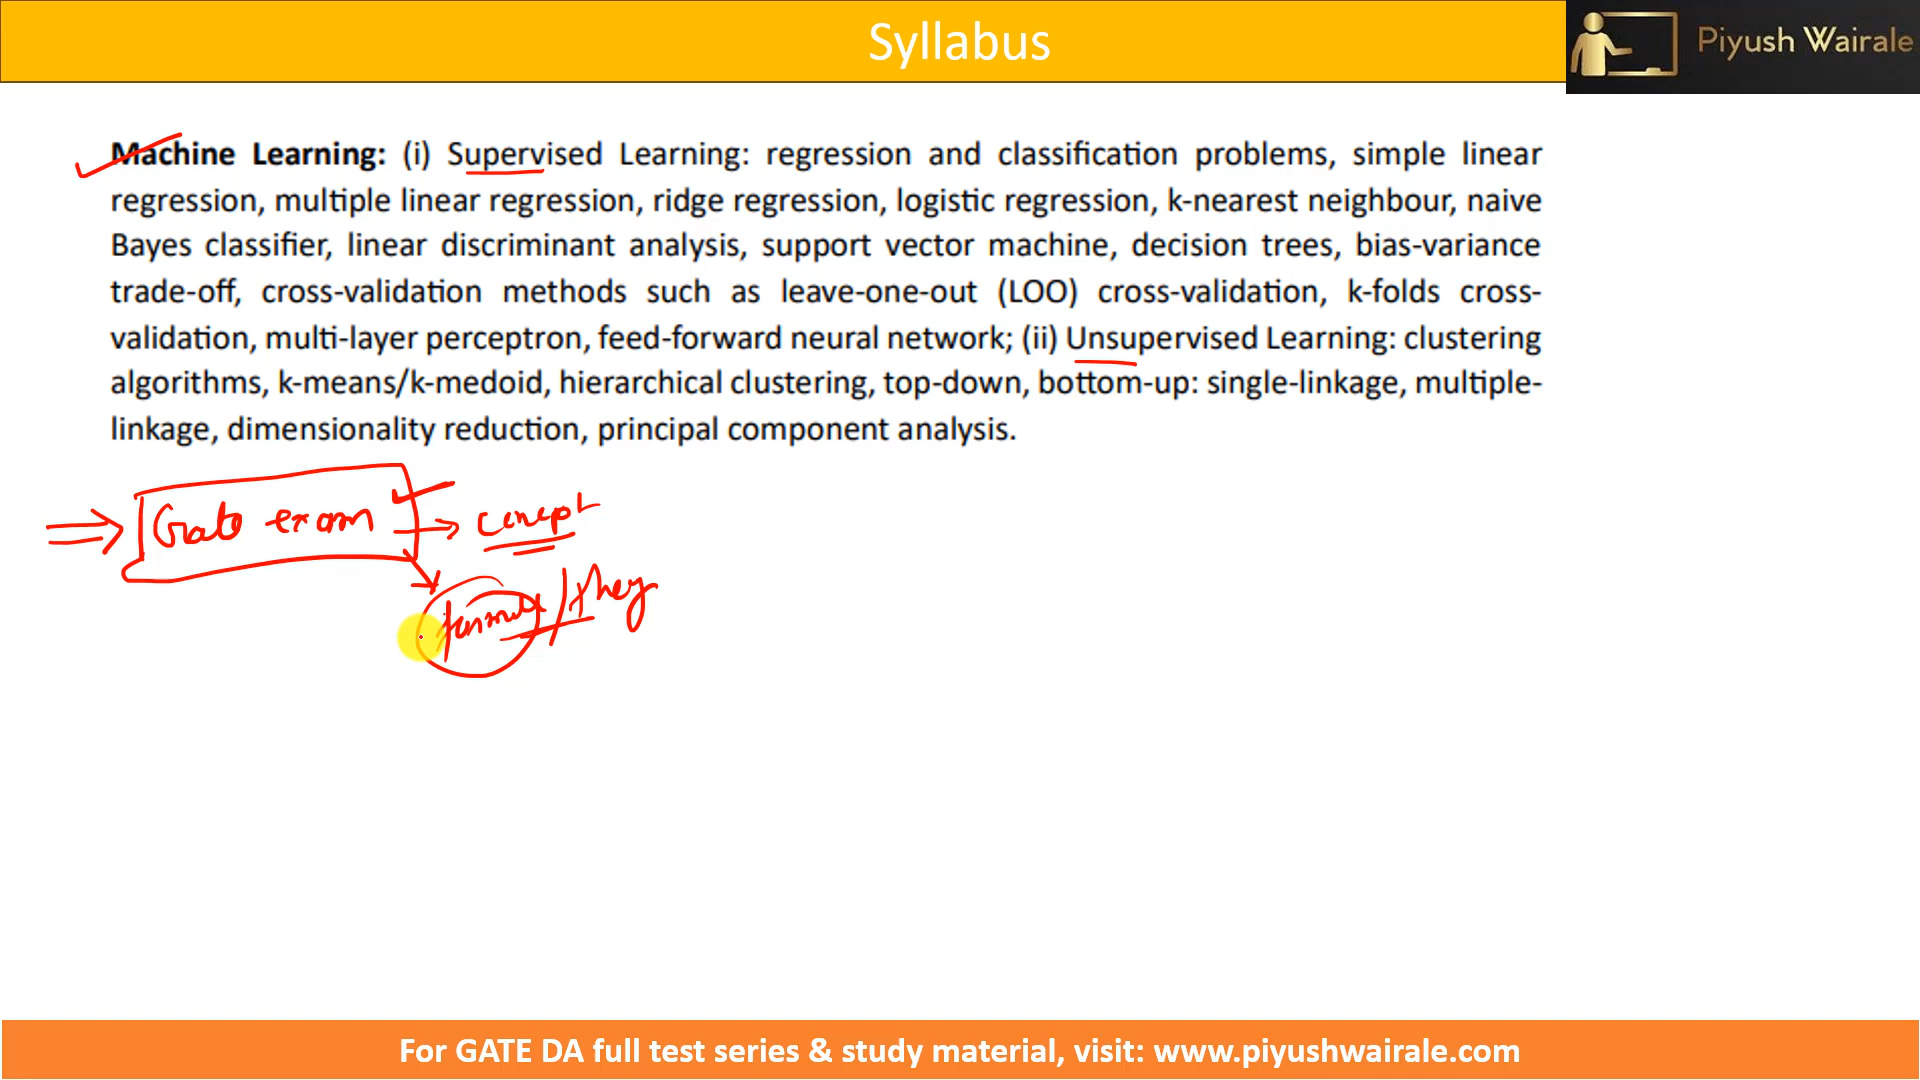 Syllabus
Piyush Wairale
Machine Learning: (i) Supervised Learning: regression and classification problems, simple linear
regression, multiple linear regression, ridge regression, logistic regression, k-nearest neighbour, naive
Bayes classifier, linear discriminant analysis, support vector machine, decision trees, bias-variance
trade-off, cross-validation methods such as leave-one-out (LOO) cross-validation, k-folds cross-
validation, multi-layer perceptron, feed-forward neural network; (ii) Unsupervised Learning: clustering
algorithms, k-means/k-medoid, hierarchical clustering, top-down, bottom-up: single-linkage, multiple-
linkage, dimensionality reduction, principal component analysis.
Gate exam
concept
For GATE DA full test series & study material, visit: www.piyushwairale.com